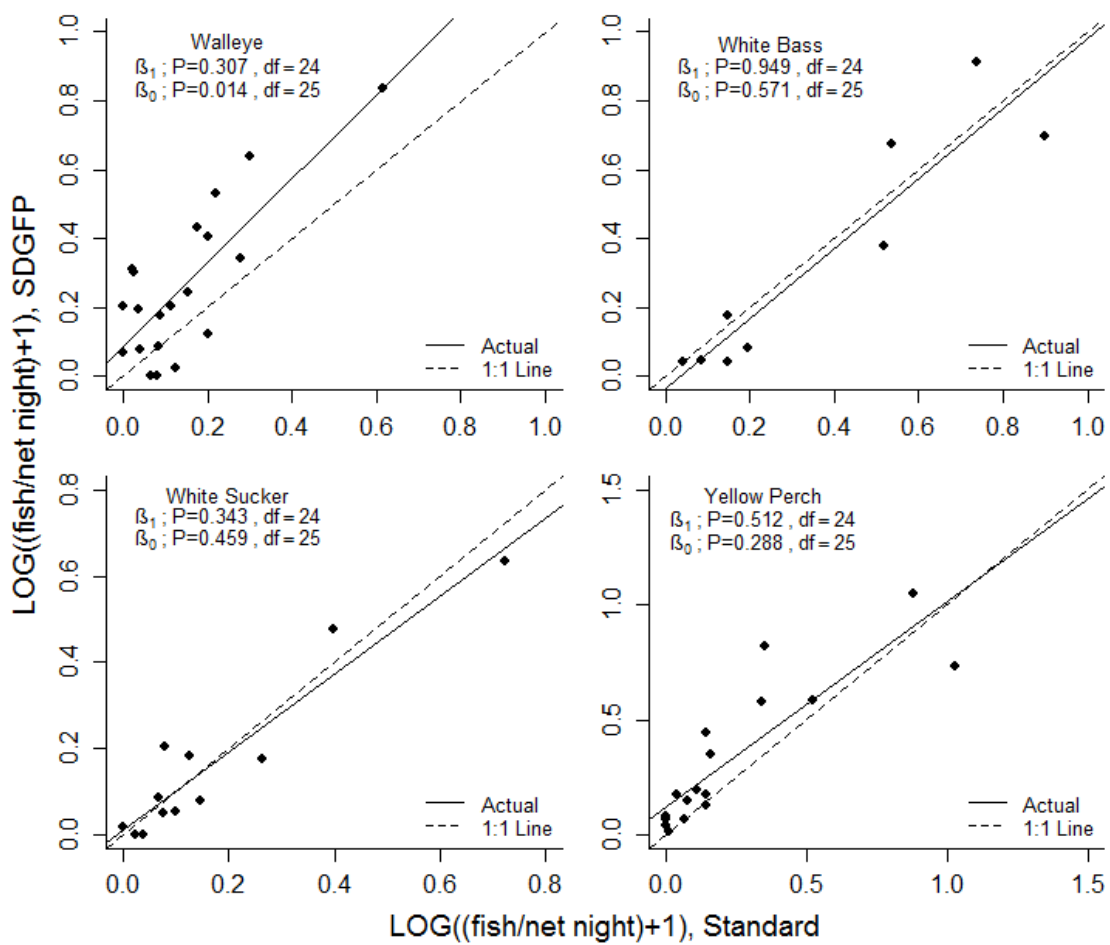 LOG((fish/net night)+1), SDGFP
Walleye
ß1 ; P=0.307 , df = 24
ß0 ; P=0.014 , df = 25
Actual
1:1 Line
0.0 0.2 0.4 0.6 0.8 1.0
0.0 0.2 0.4 0.6 0.8 1.0
White Bass
ß1 ; P=0.949 , df = 24
ß0 ; P=0.571 , df = 25
Actual
1:1 Line
0.0 0.2 0.4 0.6 0.8 1.0
0.0 0.2 0.4 0.6 0.8 1.0
White Sucker
ß1 ; P=0.343 , df = 24
ß0 ; P=0.459 , df = 25
Actual
1:1 Line
0.0 0.2 0.4 0.6 0.8
0.0 0.2 0.4 0.6 0.8
Yellow Perch
ß1 ; P=0.512 , df = 24
ß0 ; P=0.288 , df = 25
Actual
1:1 Line
0.0 0.5 1.0 1.5
0.0 0.5 1.0 1.5
LOG((fish/net night)+1), Standard